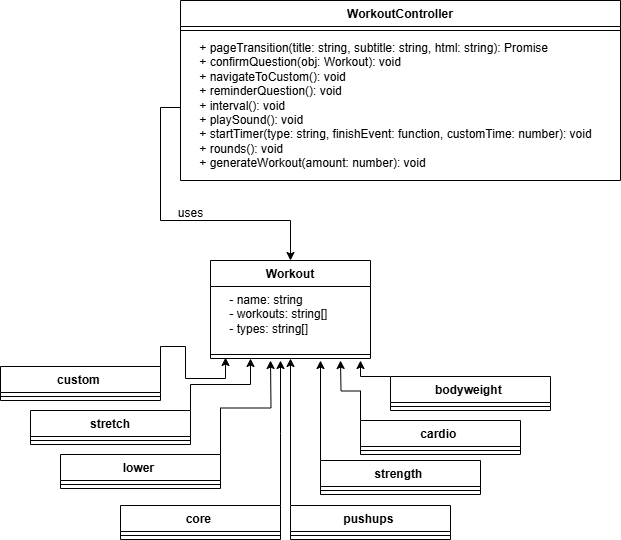 WorkoutController
+ pageTransition(title: string, subtitle: string, html: string): Promise
+ confirmQuestion(obj: Workout): void
+ navigateToCustom(): void
+ reminderQuestion(): void
+ interval(): void
+ playSound(): void
+ startTimer(type: string, finishEvent: function, customTime: number): void
+ rounds(): void
+ generateWorkout(amount: number): void
uses
Workout
- name: string
- workouts: string[]
- types: string[]
custom
bodyweight
stretch
cardio
lower
strength
core
pushups